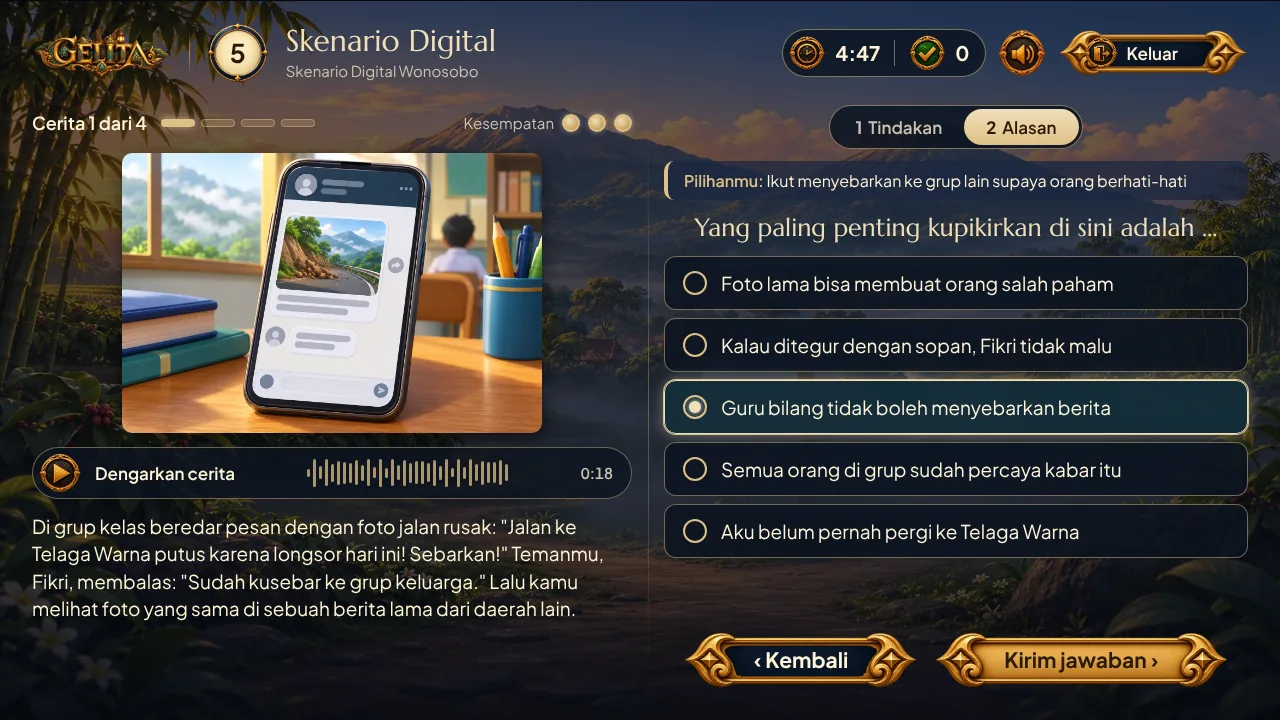 GELITA
5
Skenario Digital
Skenario Digital Wonosobo
4:47
0
Keluar
Cerita 1 dari 4
Kesempatan
Dengarkan cerita
0:18
Di grup kelas beredar pesan dengan foto jalan rusak: "Jalan ke
Telaga Warna putus karena longsor hari ini! Sebarkan!" Temanmu,
Fikri, membalas: "Sudah kusebar ke grup keluarga." Lalu kamu
melihat foto yang sama di sebuah berita lama dari daerah lain.
1 Tindakan
2 Alasan
Pilihanmu: Ikut menyebarkan ke grup lain supaya orang berhati-hati
Yang paling penting kupikirkan di sini adalah ...
Foto lama bisa membuat orang salah paham
Kalau ditegur dengan sopan, Fikri tidak malu
Guru bilang tidak boleh menyebarkan berita
Semua orang di grup sudah percaya kabar itu
Aku belum pernah pergi ke Telaga Warna
‹ Kembali
Kirim jawaban ›